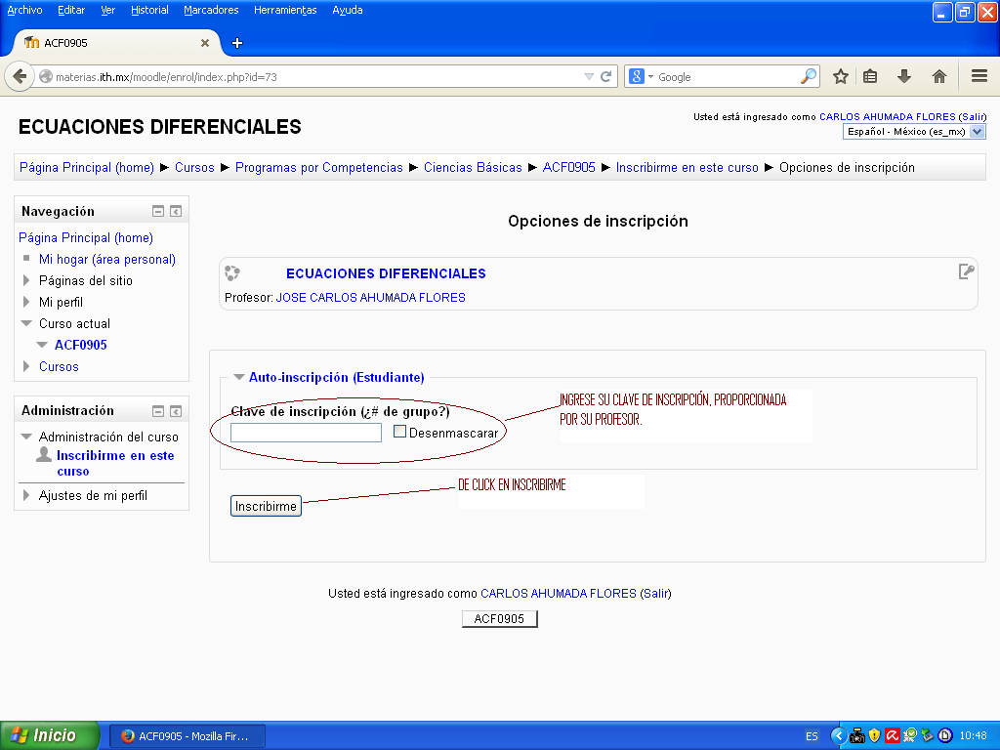 Archivo Editar Ver Historial Marcadores Herramientas Ayuda
ACF0905
materias.ith.mx/moodle/enrol/index.php?id=73
Google
ECUACIONES DIFERENCIALES
Usted está ingresado como CARLOS AHUMADA FLORES (Salir)
Español - México (es_mx)
Página Principal (home) ► Cursos ► Programas por Competencias ► Ciencias Básicas ► ACF0905 ► Inscribirme en este curso ► Opciones de inscripción
Navegación
Página Principal (home)
Mi hogar (área personal)
Páginas del sitio
Mi perfil
Curso actual
ACF0905
Cursos
Administración
Administración del curso
Inscribirme en este
curso
Ajustes de mi perfil
Opciones de inscripción
ECUACIONES DIFERENCIALES
Profesor: JOSE CARLOS AHUMADA FLORES
Auto-inscripción (Estudiante)
Clave de inscripción (¿# de grupo?)
Desenmascarar
INGRESE SU CLAVE DE INSCRIPCIÓN, PROPORCIONADA
POR SU PROFESOR.
DE CLICK EN INSCRIBIRME
Inscribirme
Usted está ingresado como CARLOS AHUMADA FLORES (Salir)
ACF0905
Inicio
ACF0905 - Mozilla Fir...
ES
10:48